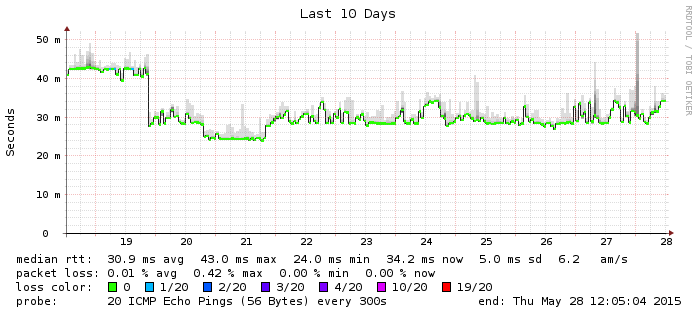 Last 10 Days
RRDTOOL / TOBI OETIKER
Seconds
50 m
40 m
30 m
20 m
10 m
0
19 20 21 22 23 24 25 26 27 28
median rtt: 30.9 ms avg 43.0 ms max 24.0 ms min 34.2 ms now 5.0 ms sd 6.2 am/s
packet loss: 0.01 % avg 0.42 % max 0.00 % min 0.00 % now
loss color: 0 1/20 2/20 3/20 4/20 10/20 19/20
probe: 20 ICMP Echo Pings (56 Bytes) every 300s end: Thu May 28 12:05:04 2015